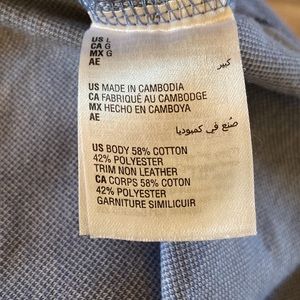 US L
CA G
MX G
AE كبير
US MADE IN CAMBODIA
CA FABRIQUÉ AU CAMBODGE
MX HECHO EN CAMBOYA
AE
صُنع في كمبوديا
US BODY 58% COTTON
42% POLYESTER
TRIM NON LEATHER
CA CORPS 58% COTON
42% POLYESTER
GARNITURE SIMILICUIR